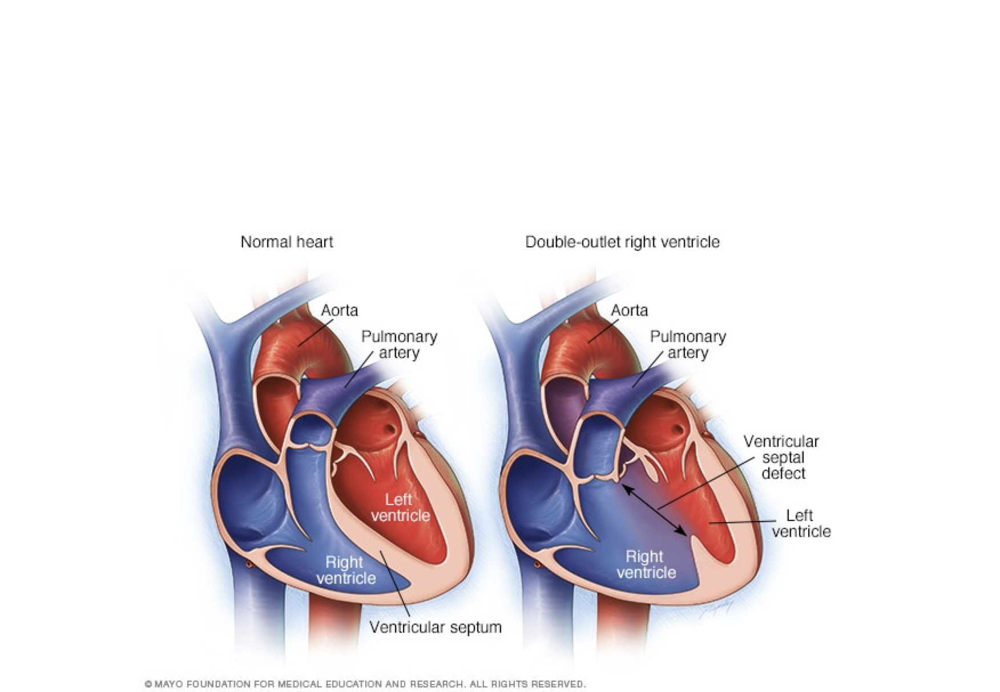 Normal heart
Aorta
Pulmonary
artery
Left
ventricle
Right
ventricle
Ventricular septum
Double-outlet right ventricle
Aorta
Pulmonary
artery
Ventricular
septal
defect
Left
ventricle
Right
ventricle
© MAYO FOUNDATION FOR MEDICAL EDUCATION AND RESEARCH. ALL RIGHTS RESERVED.